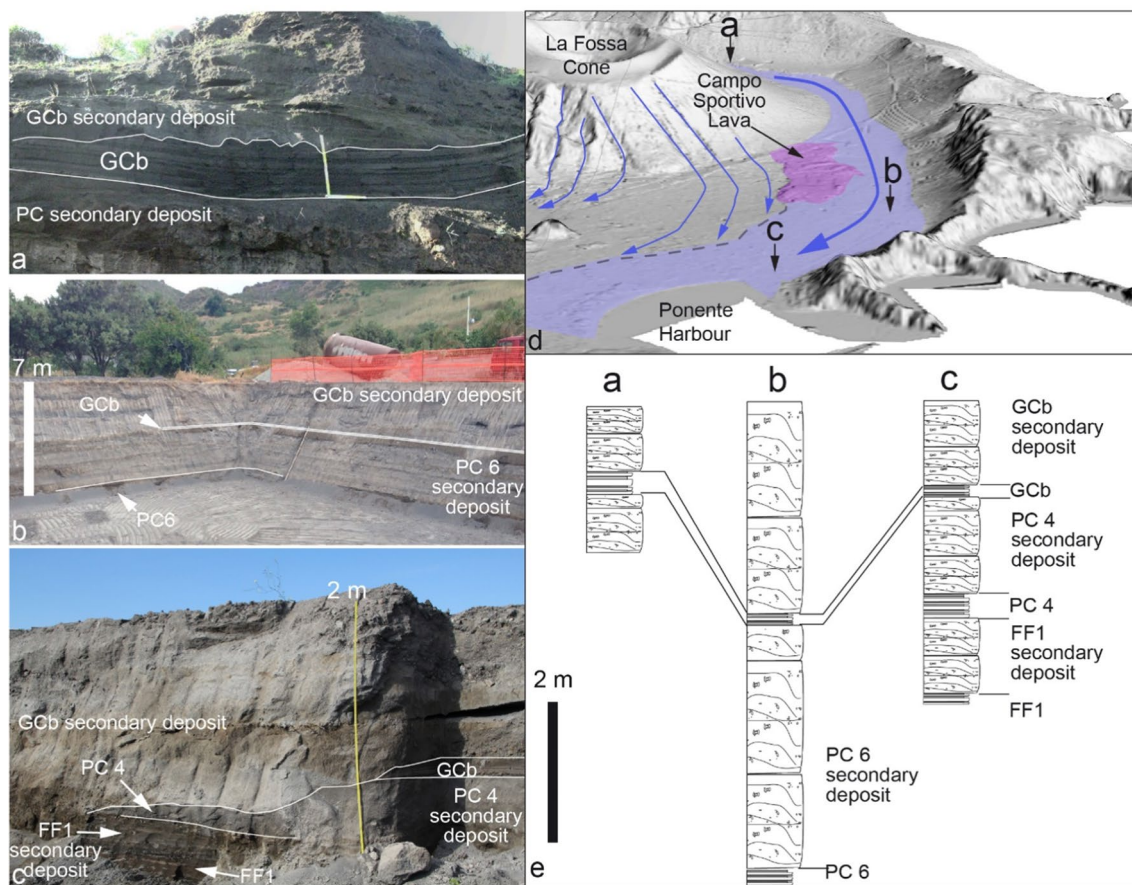 GCb secondary deposit
GCb
PC secondary deposit
a
7 m
GCb secondary deposit
GCb
PC 6
secondary
deposit
PC6
b
2 m
GCb secondary deposit
PC 4
GCb
PC 4
secondary
deposit
FF1
secondary
deposit
FF1
c
La Fossa
Cone
a
Campo
Sportivo
Lava
b
c
Ponente
Harbour
d
a
b
c
GCb
secondary
deposit
GCb
PC 4
secondary
deposit
PC 4
FF1
secondary
deposit
FF1
2 m
PC 6
secondary
deposit
PC 6
e